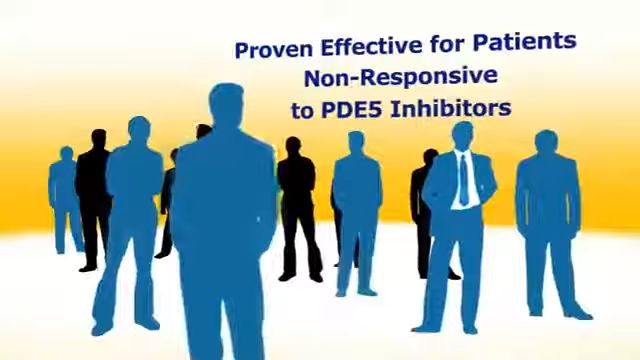 Proven Effective for Patients
Non-Responsive
to PDE5 Inhibitors